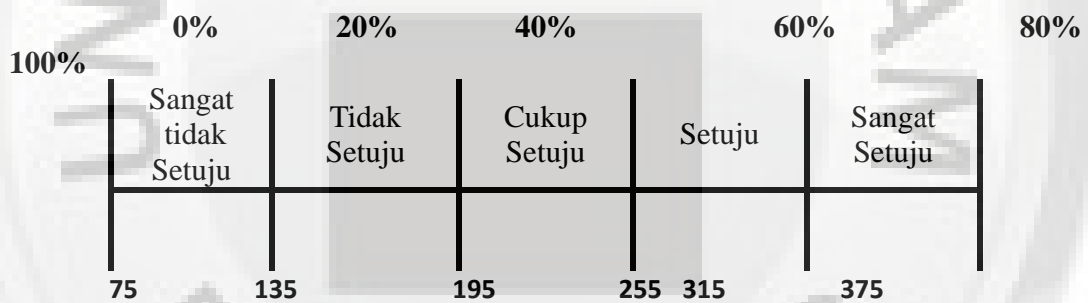 0% 20% 40% 60% 80%
100%
Sangat
tidak
Setuju
Tidak
Setuju
Cukup
Setuju
Setuju
Sangat
Setuju
75 135 195 255 315 375